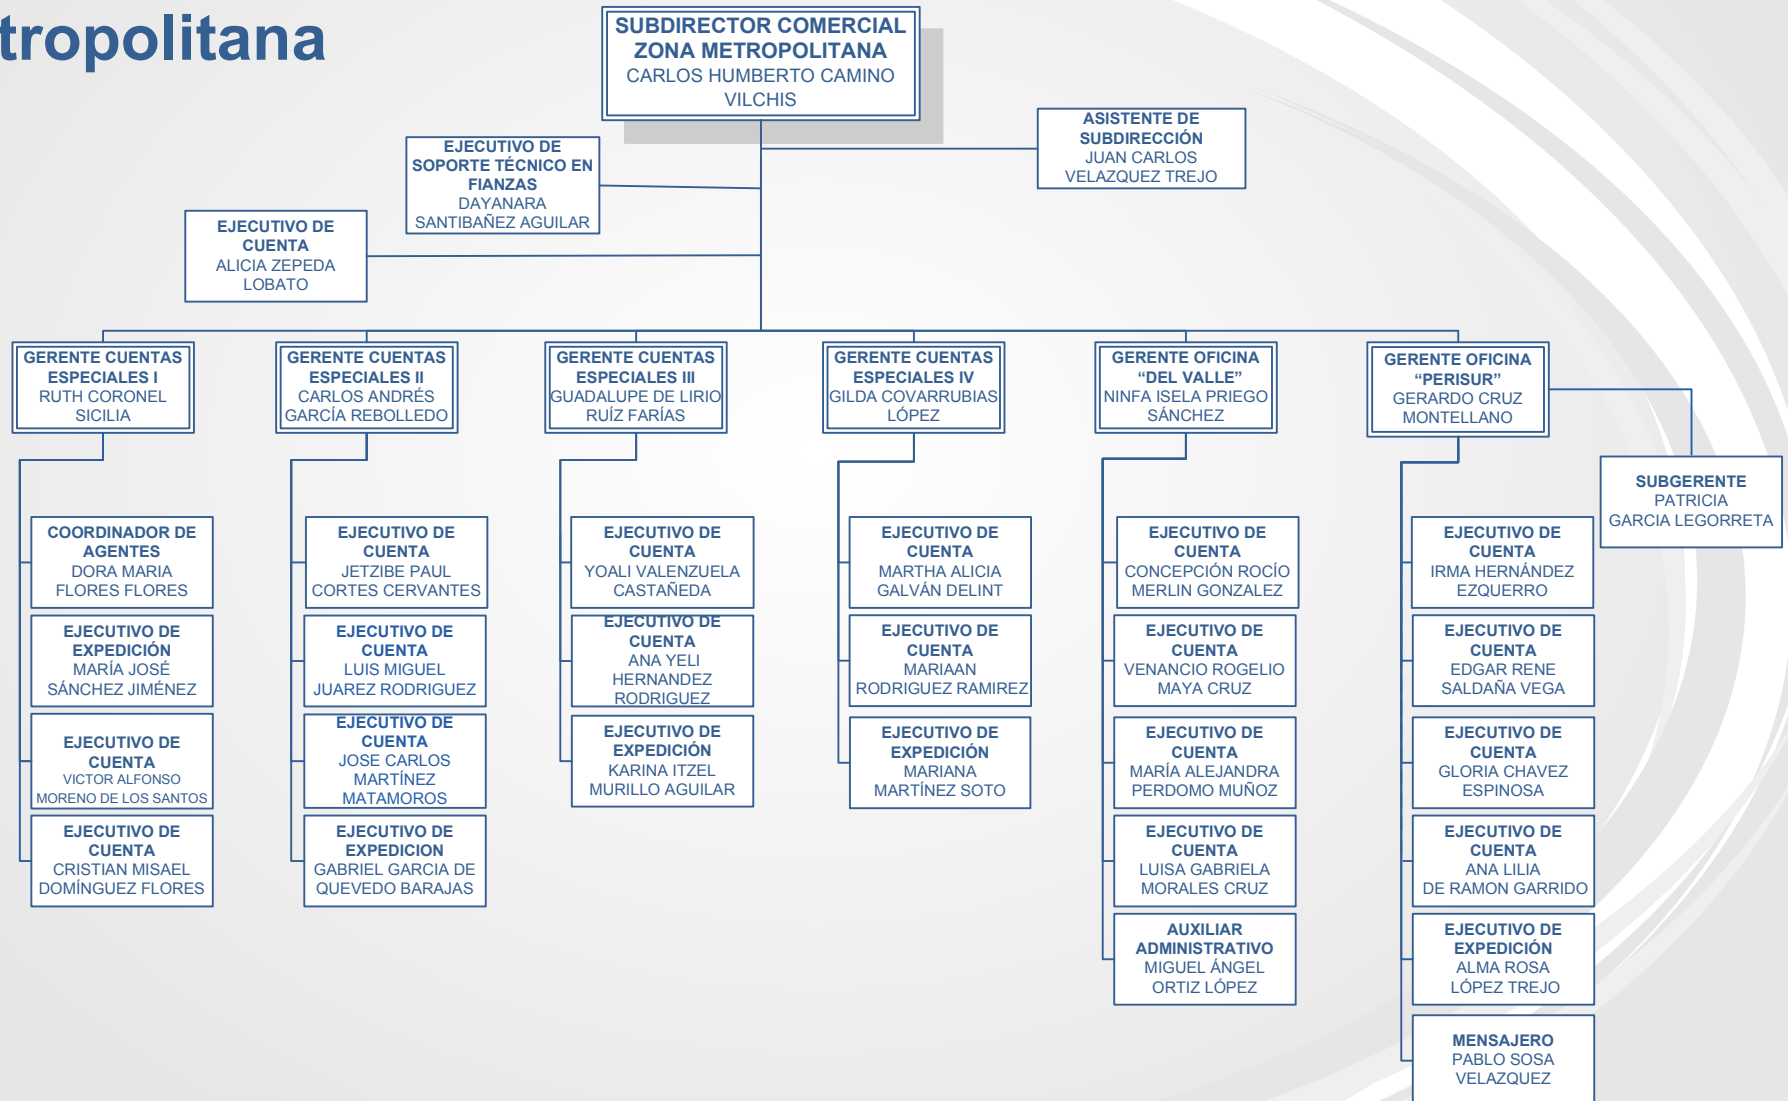 tropolitana
SUBDIRECTOR COMERCIAL
ZONA METROPOLITANA
CARLOS HUMBERTO CAMINO
VILCHIS
ASISTENTE DE
SUBDIRECCIÓN
JUAN CARLOS
VELAZQUEZ TREJO
EJECUTIVO DE
SOPORTE TÉCNICO EN
FIANZAS
DAYANARA
SANTIBAÑEZ AGUILAR
EJECUTIVO DE
CUENTA
ALICIA ZEPEDA
LOBATO
GERENTE CUENTAS
ESPECIALES I
RUTH CORONEL
SICILIA
GERENTE CUENTAS
ESPECIALES II
CARLOS ANDRÉS
GARCÍA REBOLLEDO
GERENTE CUENTAS
ESPECIALES III
GUADALUPE DE LIRIO
RUÍZ FARÍAS
GERENTE CUENTAS
ESPECIALES IV
GILDA COVARRUBIAS
LÓPEZ
GERENTE OFICINA
“DEL VALLE”
NINFA ISELA PRIEGO
SÁNCHEZ
GERENTE OFICINA
“PERISUR”
GERARDO CRUZ
MONTELLANO
SUBGERENTE
PATRICIA
GARCIA LEGORRETA
COORDINADOR DE
AGENTES
DORA MARIA
FLORES FLORES
EJECUTIVO DE
EXPEDICIÓN
MARÍA JOSÉ
SÁNCHEZ JIMÉNEZ
EJECUTIVO DE
CUENTA
VICTOR ALFONSO
MORENO DE LOS SANTOS
EJECUTIVO DE
CUENTA
CRISTIAN MISAEL
DOMÍNGUEZ FLORES
EJECUTIVO DE
CUENTA
JETZIBE PAUL
CORTES CERVANTES
EJECUTIVO DE
CUENTA
LUIS MIGUEL
JUAREZ RODRIGUEZ
EJECUTIVO DE
CUENTA
JOSE CARLOS
MARTÍNEZ
MATAMOROS
EJECUTIVO DE
EXPEDICION
GABRIEL GARCIA DE
QUEVEDO BARAJAS
EJECUTIVO DE
CUENTA
YOALI VALENZUELA
CASTAÑEDA
EJECUTIVO DE
CUENTA
ANA YELI
HERNANDEZ
RODRIGUEZ
EJECUTIVO DE
EXPEDICIÓN
KARINA ITZEL
MURILLO AGUILAR
EJECUTIVO DE
CUENTA
MARTHA ALICIA
GALVÁN DELINT
EJECUTIVO DE
CUENTA
MARIAAN
RODRIGUEZ RAMIREZ
EJECUTIVO DE
EXPEDICIÓN
MARIANA
MARTÍNEZ SOTO
EJECUTIVO DE
CUENTA
CONCEPCIÓN ROCÍO
MERLIN GONZALEZ
EJECUTIVO DE
CUENTA
VENANCIO ROGELIO
MAYA CRUZ
EJECUTIVO DE
CUENTA
MARÍA ALEJANDRA
PERDOMO MUÑOZ
EJECUTIVO DE
CUENTA
LUISA GABRIELA
MORALES CRUZ
AUXILIAR
ADMINISTRATIVO
MIGUEL ÁNGEL
ORTIZ LÓPEZ
EJECUTIVO DE
CUENTA
IRMA HERNÁNDEZ
EZQUERRO
EJECUTIVO DE
CUENTA
EDGAR RENE
SALDAÑA VEGA
EJECUTIVO DE
CUENTA
GLORIA CHAVEZ
ESPINOSA
EJECUTIVO DE
CUENTA
ANA LILIA
DE RAMON GARRIDO
EJECUTIVO DE
EXPEDICIÓN
ALMA ROSA
LÓPEZ TREJO
MENSAJERO
PABLO SOSA
VELAZQUEZ